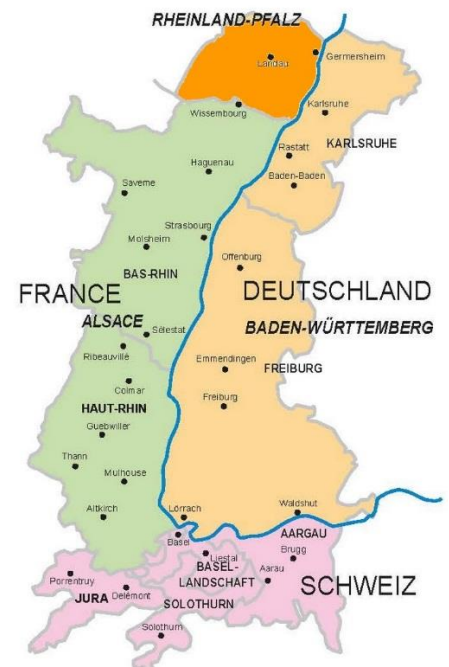 RHEINLAND-PFALZ
Landau
Germersheim
Wissembourg
Karlsruhe
KARLSRUHE
Rastatt
Haguenau
Baden-Baden
Saverne
Strasbourg
Molsheim
Offenburg
BAS-RHIN
FRANCE
DEUTSCHLAND
ALSACE
BADEN-WÜRTTEMBERG
Sélestat
Ribeauvillé
Emmendingen
FREIBURG
Colmar
HAUT-RHIN
Freiburg
Guebwiller
Thann
Mulhouse
Altkirch
Lörrach
Waldshut
AARGAU
Basel
Liestal
Brugg
BASEL-
LANDSCHAFT
Aarau
SCHWEIZ
Porrentruy
JURA
Delémont
SOLOTHURN
Solothurn